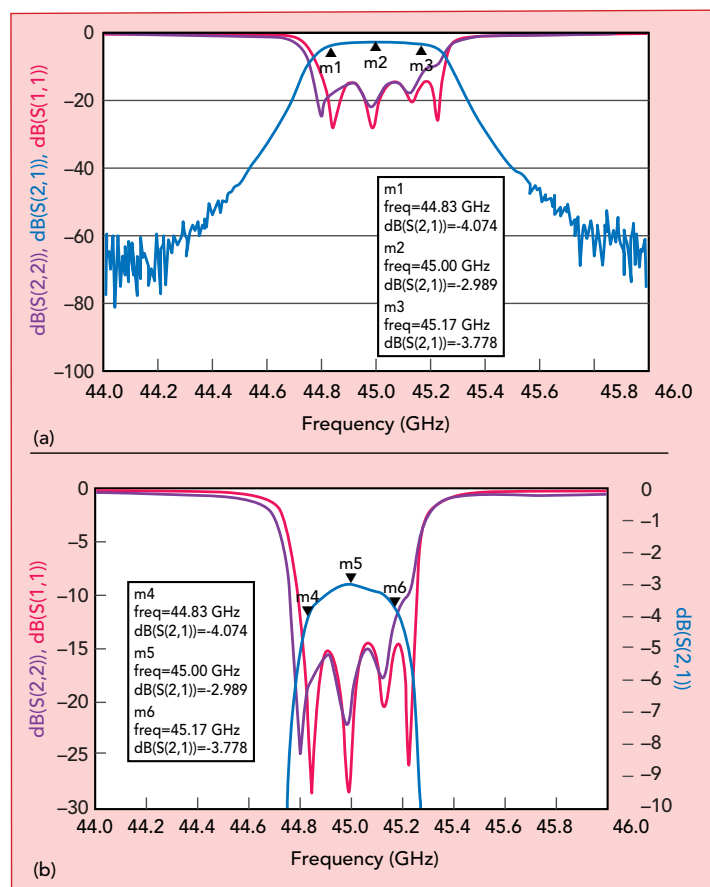 0
−20
−40
−60
−80
−100
dB(S(2,2)), dB(S(2,1)), dB(S(1,1))
m1
m2
m3
m1
freq=44.83 GHz
dB(S(2,1))=-4.074
m2
freq=45.00 GHz
dB(S(2,1))=-2.989
m3
freq=45.17 GHz
dB(S(2,1))=-3.778
44.0 44.2 44.4 44.6 44.8 45.0 45.2 45.4 45.6 45.8 46.0
Frequency (GHz)
(a)
0
−5
−10
−15
−20
−25
−30
dB(S(2,2)), dB(S(1,1))
m4
m5
m6
m4
freq=44.83 GHz
dB(S(2,1))=-4.074
m5
freq=45.00 GHz
dB(S(2,1))=-2.989
m6
freq=45.17 GHz
dB(S(2,1))=-3.778
0
−1
−2
−3
−4
−5
−6
−7
−8
−9
−10
dB(S(2,1))
44.0 44.2 44.4 44.6 44.8 45.0 45.2 45.4 45.6 45.8 46.0
Frequency (GHz)
(b)